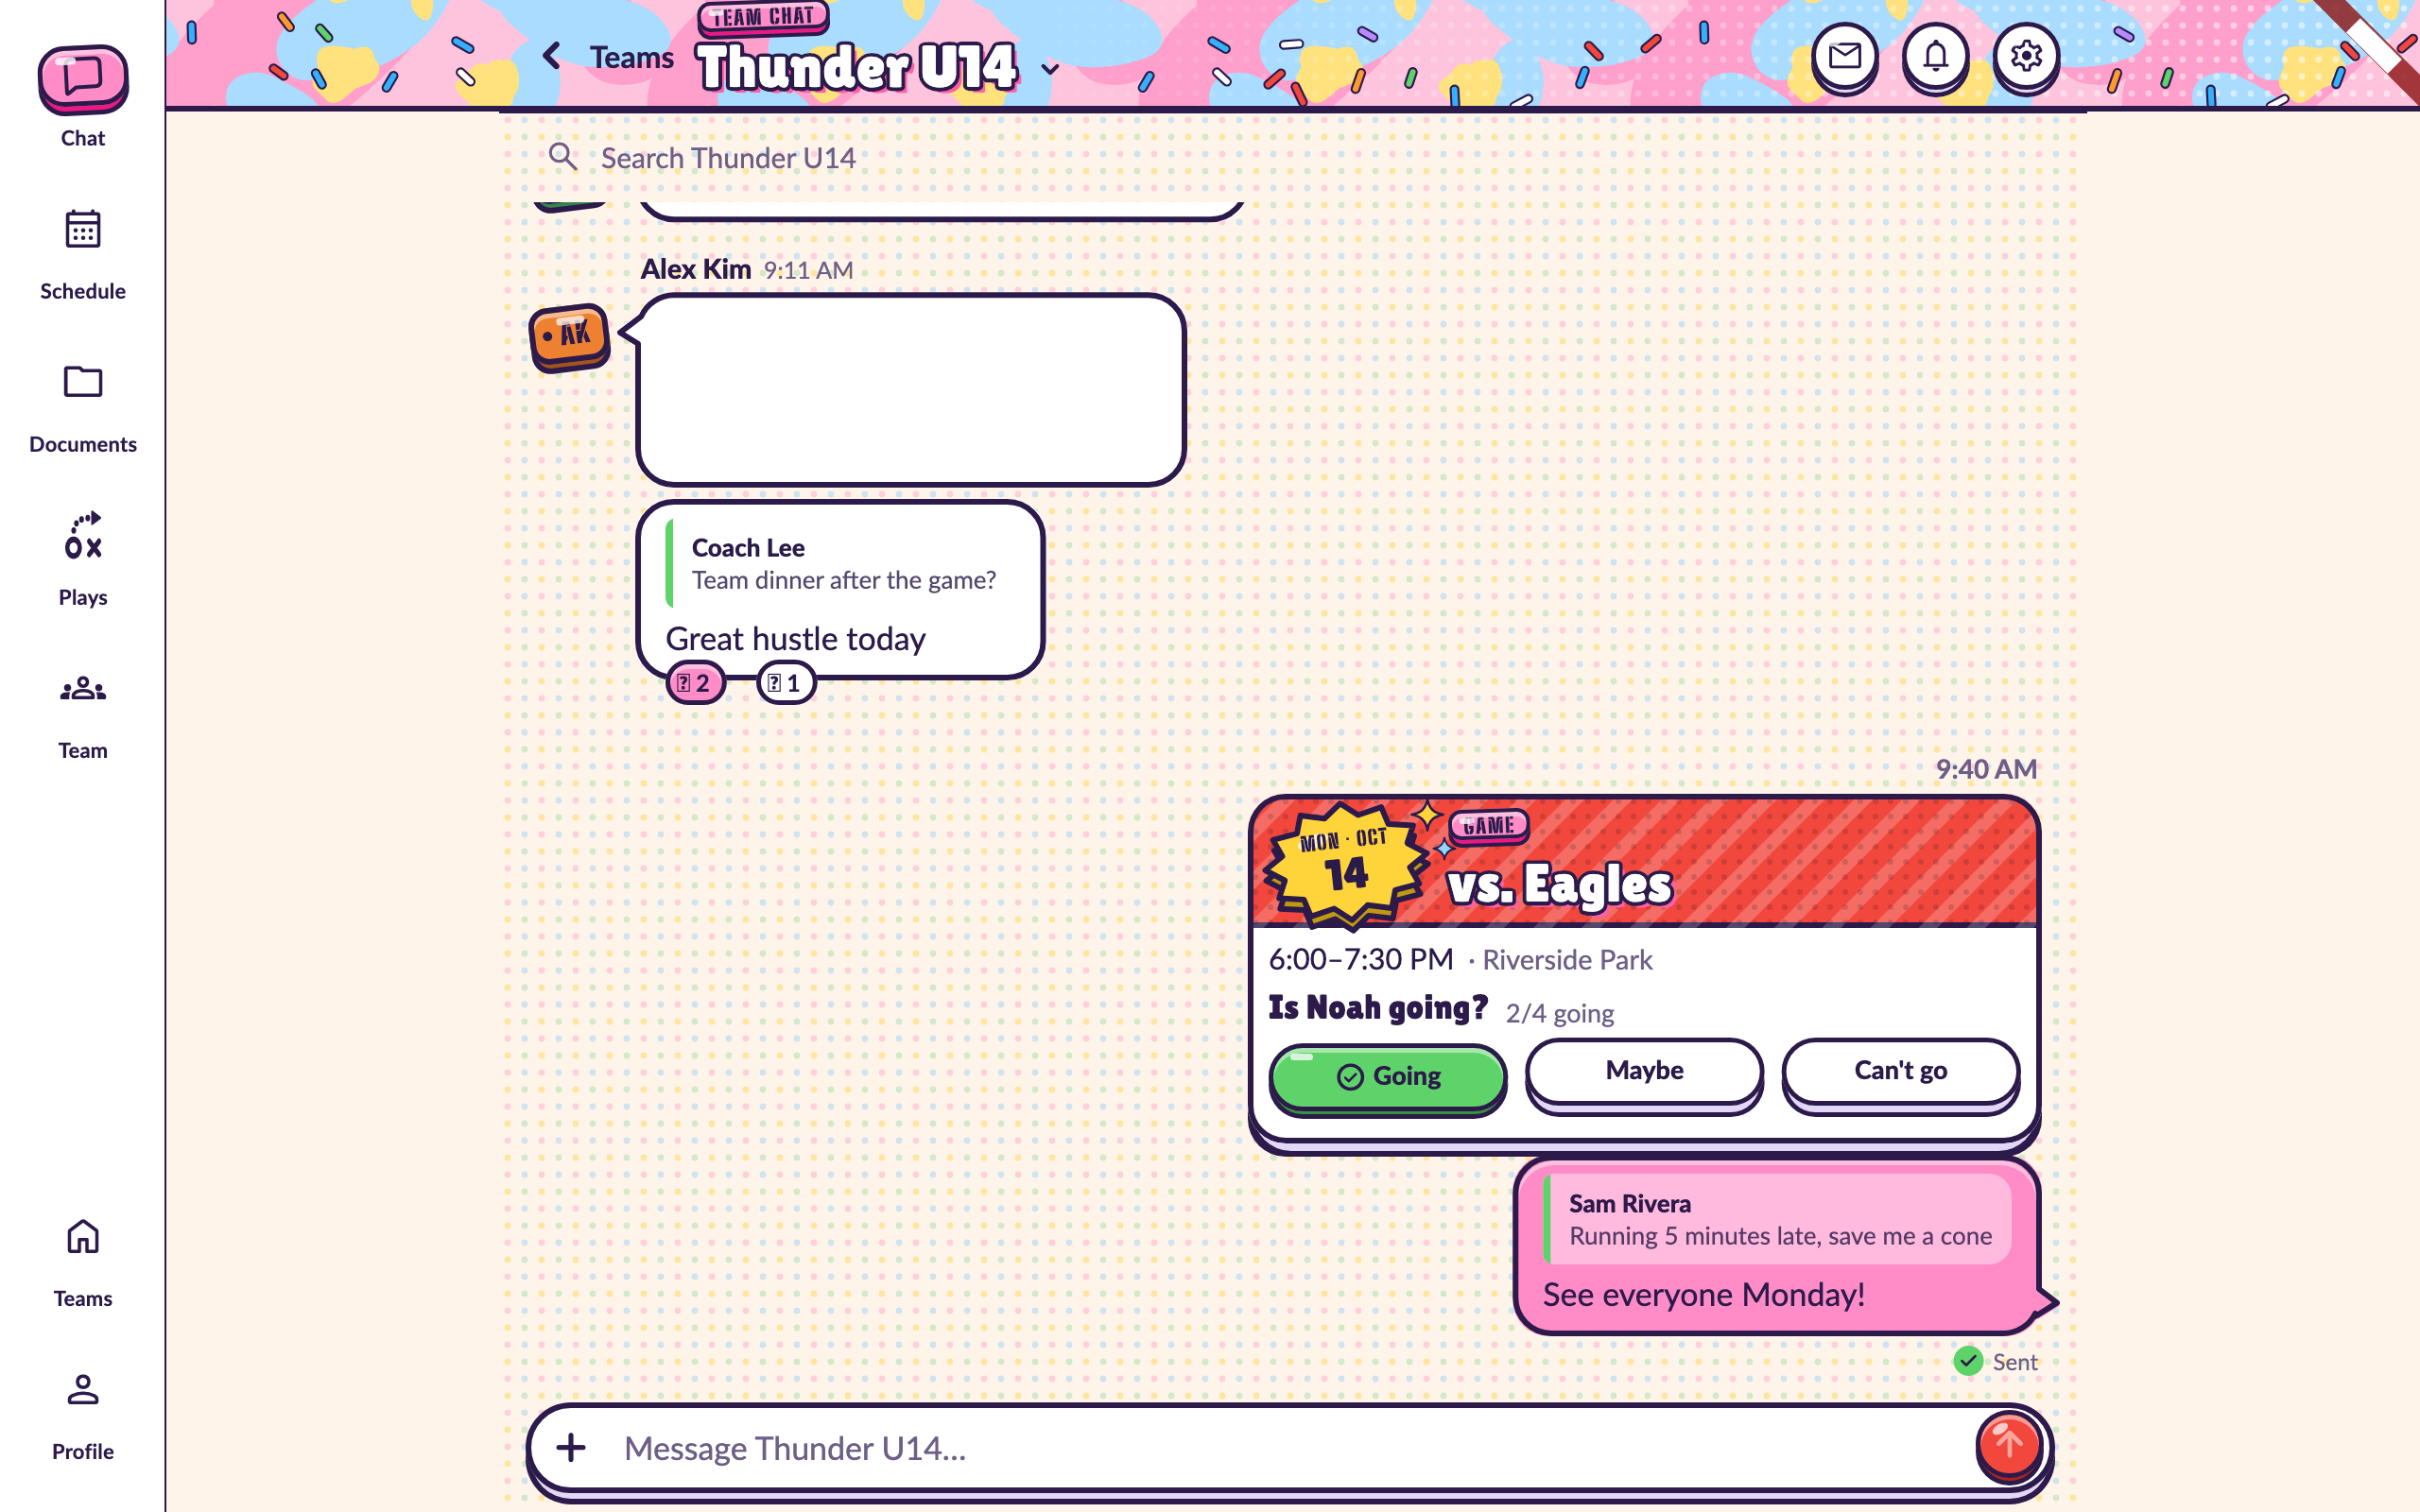 TEAM CHAT
Teams
Thunder U14
Chat
Search Thunder U14
Schedule
Alex Kim 9:11 AM
AK
Documents
Coach Lee
Team dinner after the game?
Plays
Great hustle today
2
1
Team
9:40 AM
MON · OCT
14
GAME
vs. Eagles
6:00–7:30 PM · Riverside Park
Is Noah going? 2/4 going
Going
Maybe
Can't go
Sam Rivera
Running 5 minutes late, save me a cone
See everyone Monday!
Teams
Sent
Profile
Message Thunder U14...